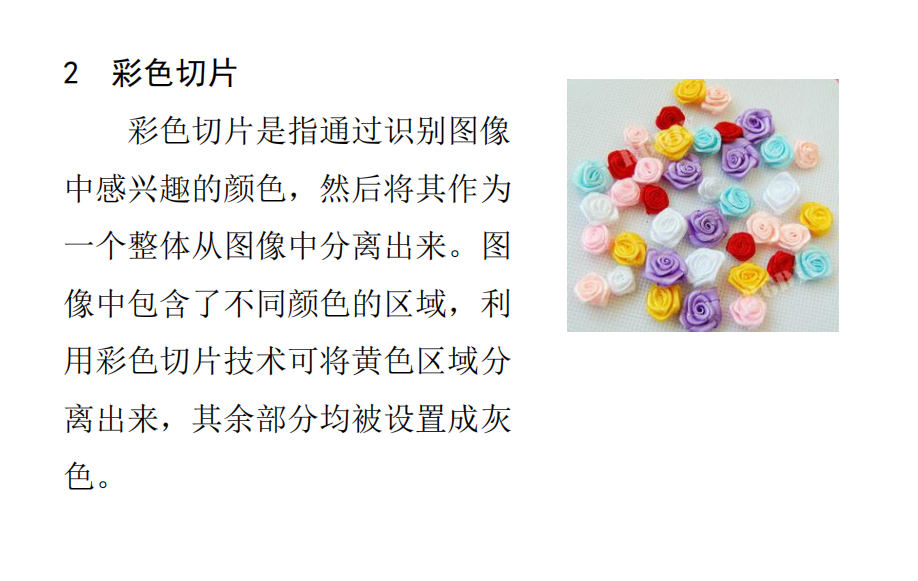 2 彩色切片
彩色切片是指通过识别图像
中感兴趣的颜色，然后将其作为
一个整体从图像中分离出来。图
像中包含了不同颜色的区域，利
用彩色切片技术可将黄色区域分
离出来，其余部分均被设置成灰
色。